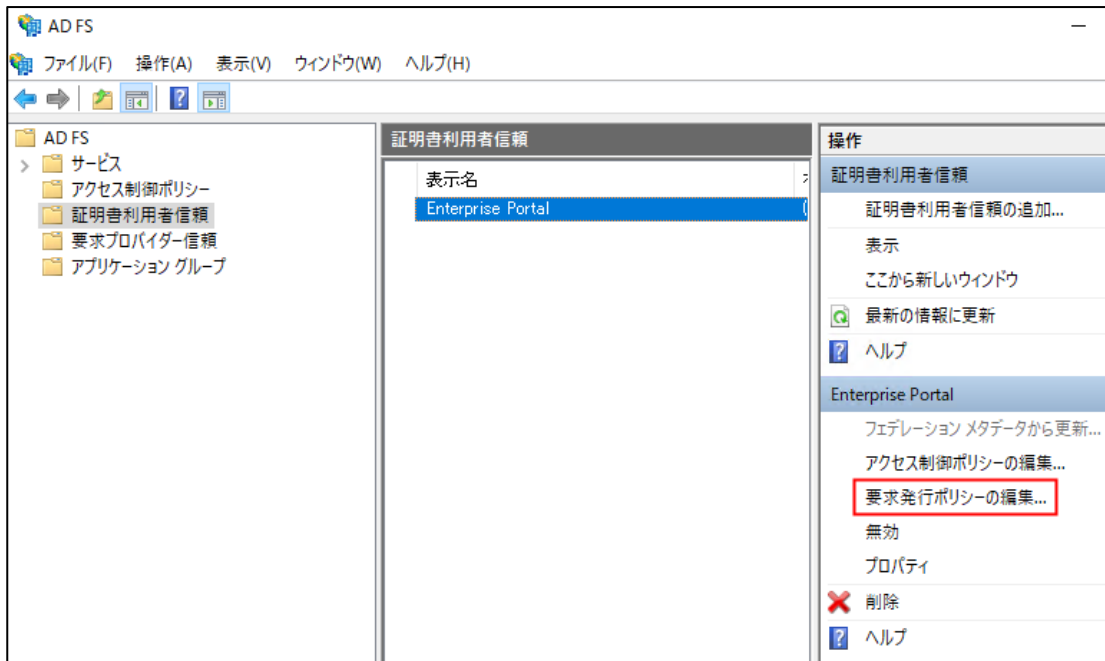 AD FS
ファイル(F) 操作(A) 表示(V) ウィンドウ(W) ヘルプ(H)
AD FS
サービス
アクセス制御ポリシー
証明書利用者信頼
要求プロバイダー信頼
アプリケーション グループ
証明書利用者信頼
表示名
Enterprise Portal
操作
証明書利用者信頼
証明書利用者信頼の追加...
表示
ここから新しいウィンドウ
最新の情報に更新
ヘルプ
Enterprise Portal
フェデレーション メタデータから更新...
アクセス制御ポリシーの編集...
要求発行ポリシーの編集...
無効
プロパティ
削除
ヘルプ